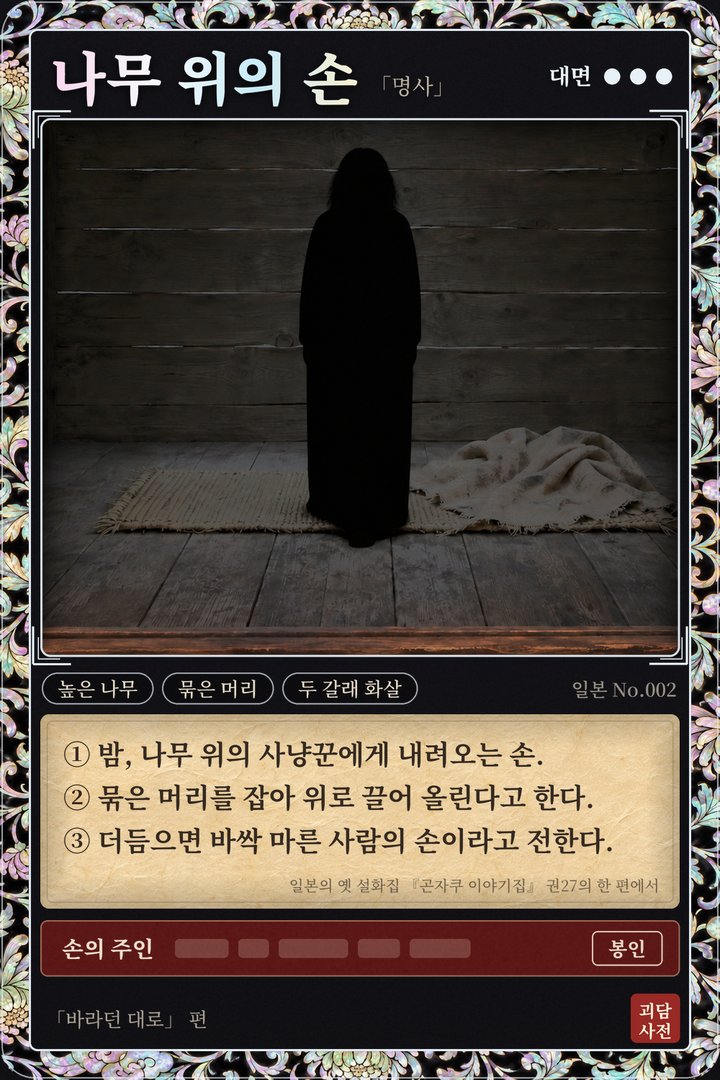 나무 위의 손 「명사」 대면 ●●●
높은 나무 묶은 머리 두 갈래 화살 일본 No.002
① 밤, 나무 위의 사냥꾼에게 내려오는 손.
② 묶은 머리를 잡아 위로 끌어 올린다고 한다.
③ 더듬으면 바싹 마른 사람의 손이라고 전한다.
일본의 옛 설화집 『곤자쿠 이야기집』 권27의 한 편에서
손의 주인 봉인
「바라던 대로」 편
괴담
사전